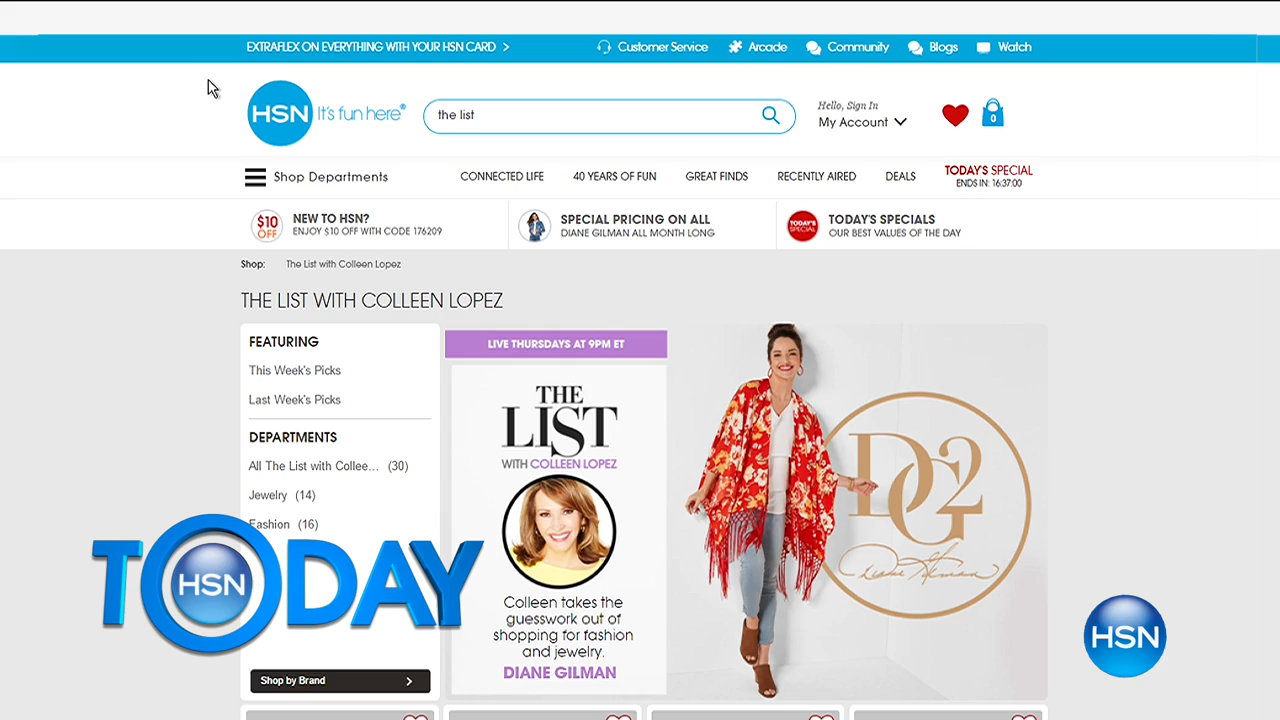 EXTRAFLEX ON EVERYTHING WITH YOUR HSN CARD >
Customer Service
Arcade
Community
Blogs
Watch
HSN It's fun here®
the list
Hello, Sign In
My Account
0
Shop Departments
CONNECTED LIFE
40 YEARS OF FUN
GREAT FINDS
RECENTLY AIRED
DEALS
TODAY'S SPECIAL
ENDS IN: 16:37:00
$10
OFF
NEW TO HSN?
ENJOY $10 OFF WITH CODE 176209
SPECIAL PRICING ON ALL
DIANE GILMAN ALL MONTH LONG
TODAY'S
SPECIAL
TODAY'S SPECIALS
OUR BEST VALUES OF THE DAY
Shop: The List with Colleen Lopez
THE LIST WITH COLLEEN LOPEZ
FEATURING
This Week's Picks
Last Week's Picks
DEPARTMENTS
All The List with Collee... (30)
Jewelry (14)
Fashion (16)
Shop by Brand >
LIVE THURSDAYS AT 9PM ET
THE
LIST
WITH COLLEEN LOPEZ
Colleen takes the
guesswork out of
shopping for fashion
and jewelry.
DIANE GILMAN
DG2
Diane Gilman
TODAY
HSN
HSN